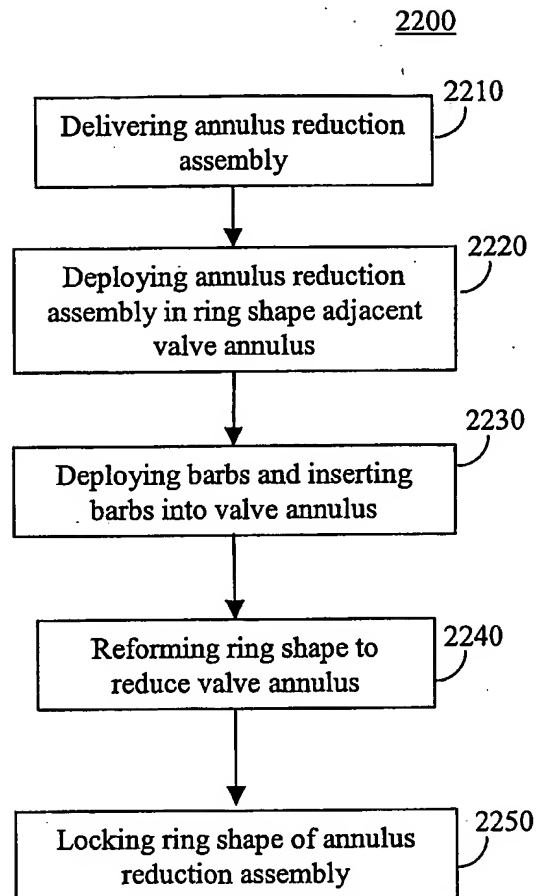 2200
2210
Delivering annulus reduction
assembly
2220
Deploying annulus reduction
assembly in ring shape adjacent
valve annulus
2230
Deploying barbs and inserting
barbs into valve annulus
2240
Reforming ring shape to
reduce valve annulus
2250
Locking ring shape of annulus
reduction assembly